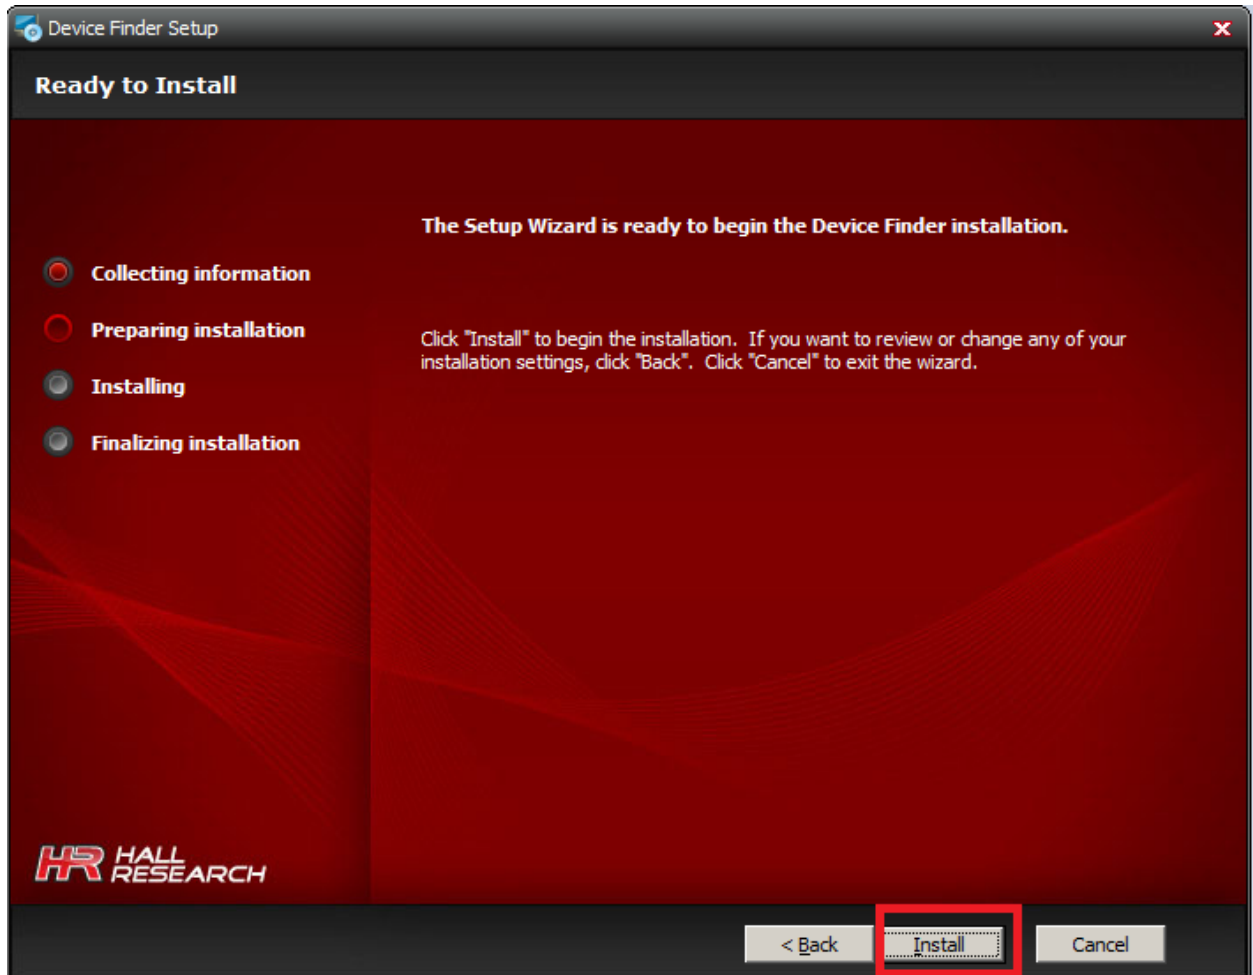 Device Finder Setup
Ready to Install
The Setup Wizard is ready to begin the Device Finder installation.
Collecting information
Preparing installation
Installing
Finalizing installation
Click "Install" to begin the installation.  If you want to review or change any of your
installation settings, click "Back".  Click "Cancel" to exit the wizard.
HR HALL
RESEARCH
< Back
Install
Cancel